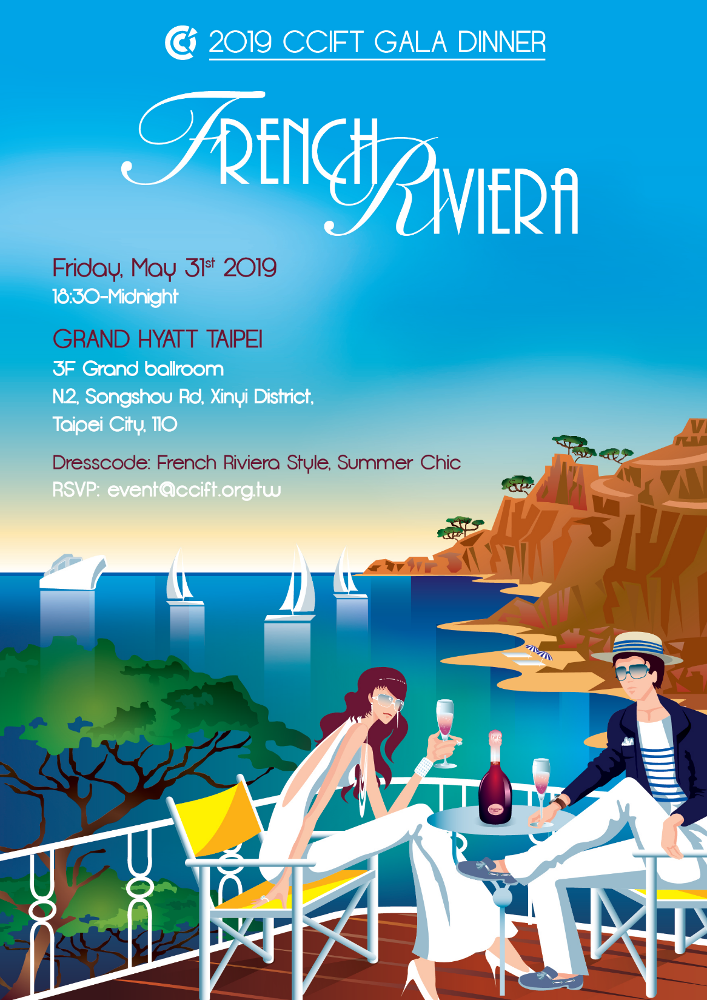 2019 CCIFT GALA DINNER
FRENCH
RIVIERA
Friday, May 31st 2019
18:30-Midnight
GRAND HYATT TAIPEI
3F Grand ballroom
N.2, Songshou Rd, Xinyi District,
Taipei City, 110
Dresscode: French Riviera Style, Summer Chic
RSVP: event@ccift.org.tw